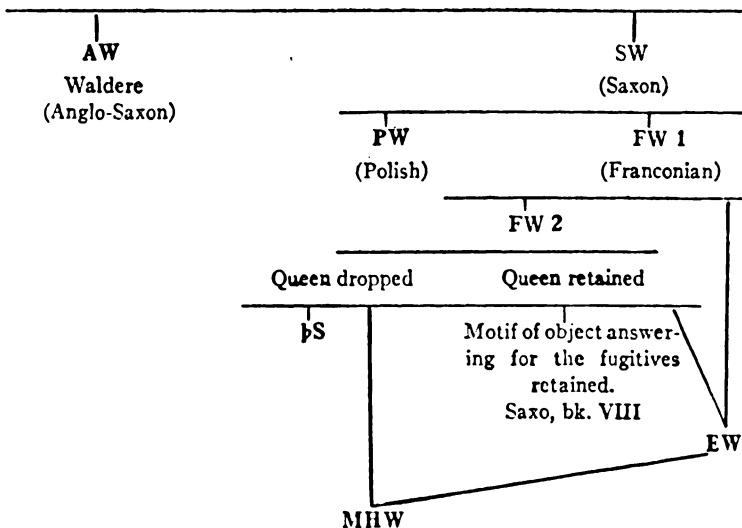 AW SW
Waldere (Saxon)
(Anglo-Saxon)
PW FW 1
(Polish) (Franconian)
FW 2
Queen dropped Queen retained
þS Motif of object answer-
ing for the fugitives
retained.
Saxo, bk. VIII
EW
MHW